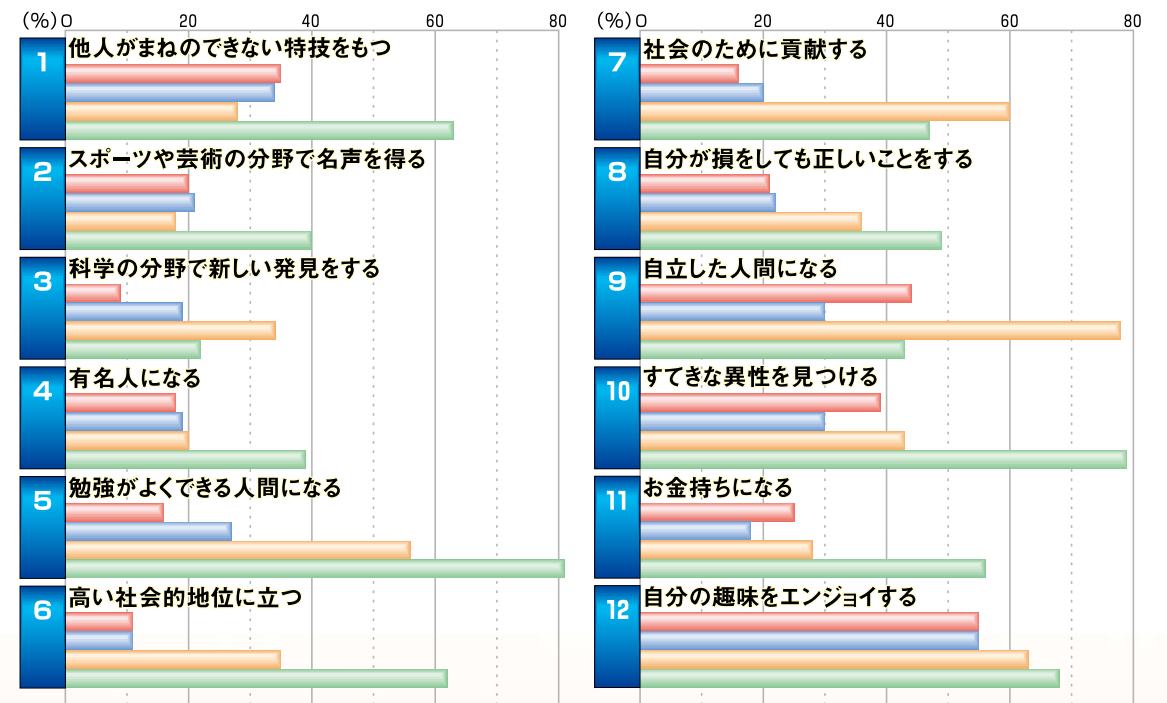 (%) 0 20 40 60 80
1 他人がまねのできない特技をもつ
2 スポーツや芸術の分野で名声を得る
3 科学の分野で新しい発見をする
4 有名人になる
5 勉強がよくできる人間になる
6 高い社会的地位に立つ
(%) 0 20 40 60 80
7 社会のために貢献する
8 自分が損をしても正しいことをする
9 自立した人間になる
10 すてきな異性を見つける
11 お金持ちになる
12 自分の趣味をエンジョイする